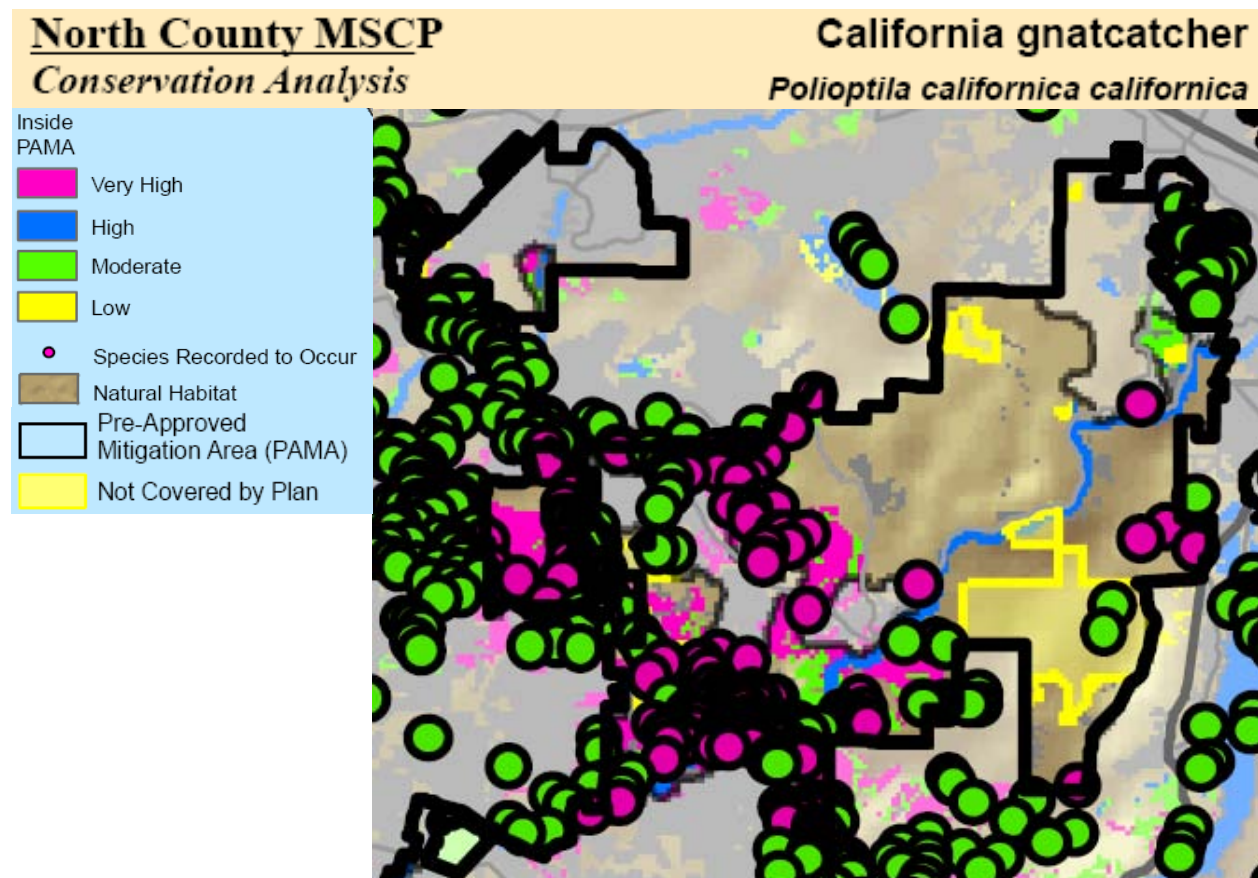 North County MSCP
Conservation Analysis
California gnatcatcher
Polioptila californica californica
Inside
PAMA
Very High
High
Moderate
Low
Species Recorded to Occur
Natural Habitat
Pre-Approved
Mitigation Area (PAMA)
Not Covered by Plan